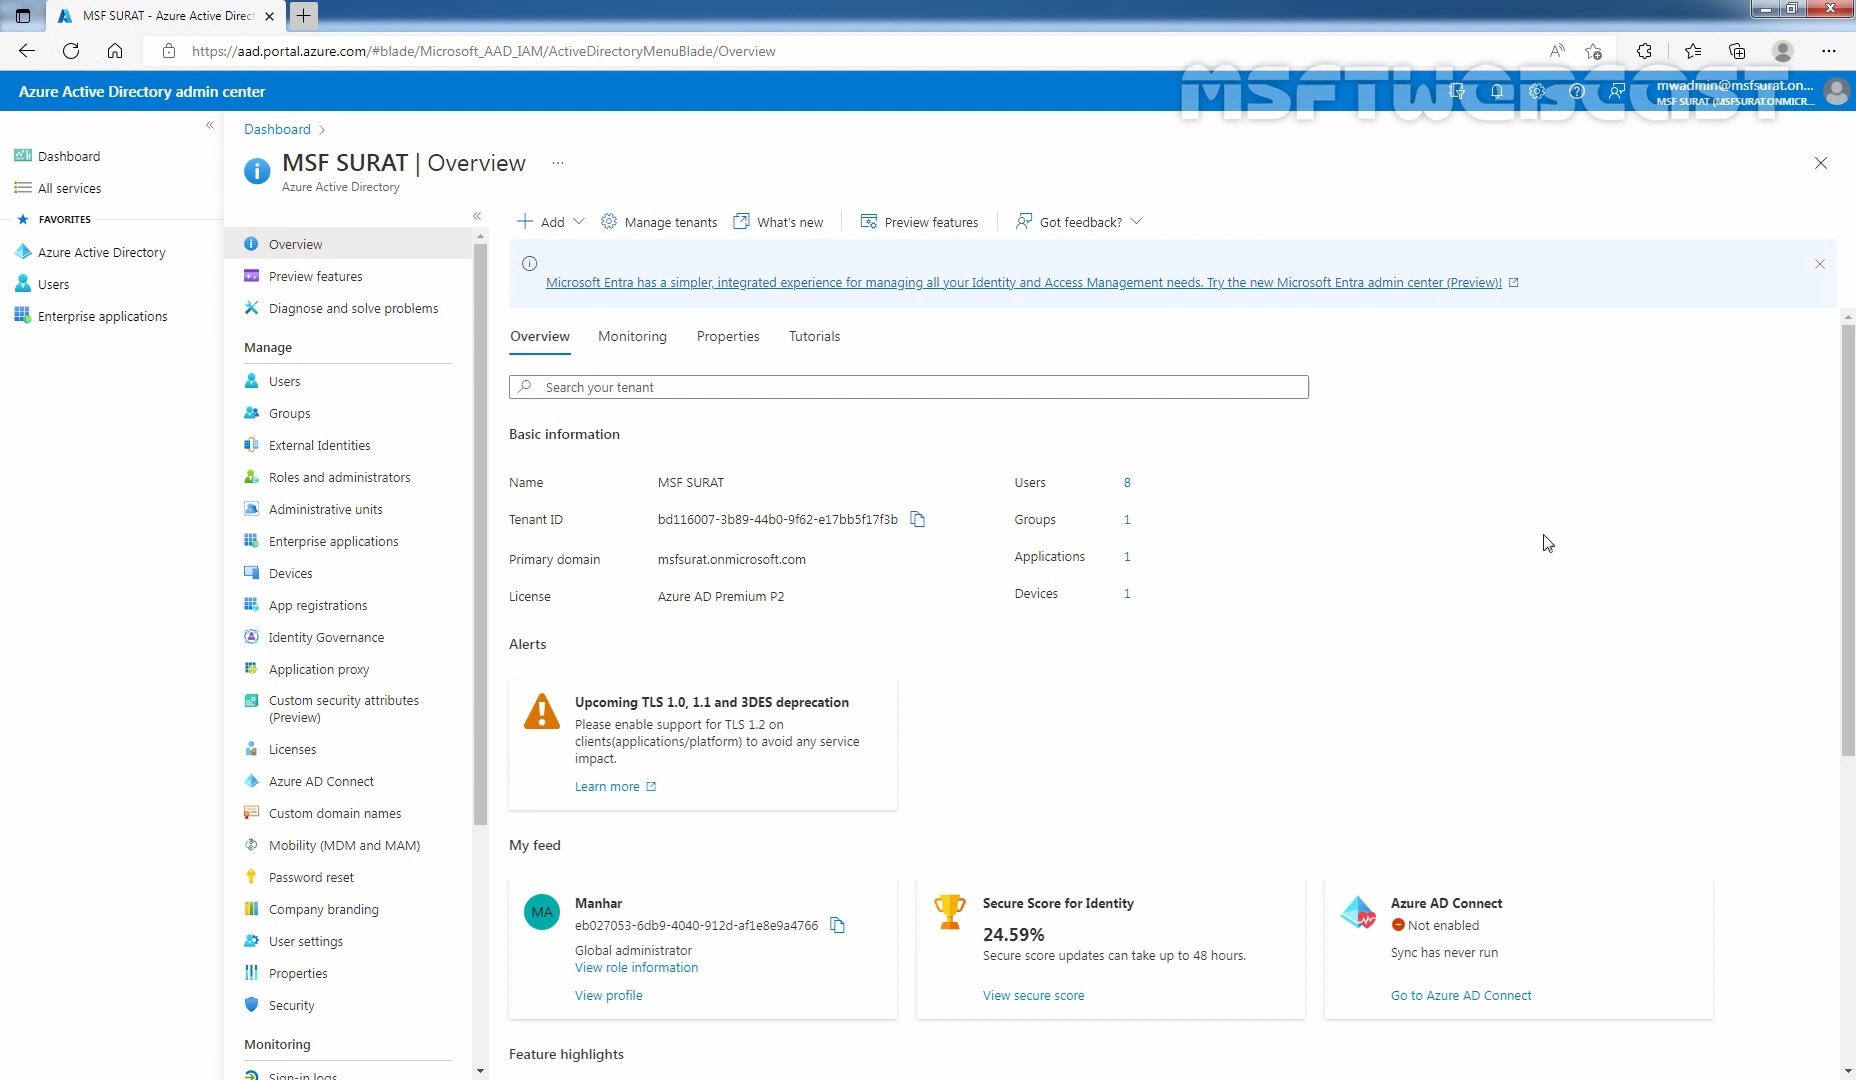 MSF SURAT - Azure Active Direct
https://aad.portal.azure.com/#blade/Microsoft_AAD_IAM/ActiveDirectoryMenuBlade/Overview
MSFTWEBCAST
Azure Active Directory admin center
mwadmin@msfsurat.on...
MSF SURAT (MSFSURAT.ONMICR...
Dashboard
All services
FAVORITES
Azure Active Directory
Users
Enterprise applications
Dashboard
MSF SURAT | Overview
Azure Active Directory
Overview
Preview features
Diagnose and solve problems
Manage
Users
Groups
External Identities
Roles and administrators
Administrative units
Enterprise applications
Devices
App registrations
Identity Governance
Application proxy
Custom security attributes
(Preview)
Licenses
Azure AD Connect
Custom domain names
Mobility (MDM and MAM)
Password reset
Company branding
User settings
Properties
Security
Monitoring
Sign-in logs
Add
Manage tenants
What's new
Preview features
Got feedback?
Microsoft Entra has a simpler, integrated experience for managing all your Identity and Access Management needs. Try the new Microsoft Entra admin center (Preview)!
Overview
Monitoring
Properties
Tutorials
Search your tenant
Basic information
Name MSF SURAT Users 8
Tenant ID bd116007-3b89-44b0-9f62-e17bb5f17f3b Groups 1
Primary domain msfsurat.onmicrosoft.com Applications 1
License Azure AD Premium P2 Devices 1
Alerts
Upcoming TLS 1.0, 1.1 and 3DES deprecation
Please enable support for TLS 1.2 on
clients(applications/platform) to avoid any service
impact.
Learn more
My feed
MA
Manhar
eb027053-6db9-4040-912d-af1e8e9a4766
Global administrator
View role information
View profile
Secure Score for Identity
24.59%
Secure score updates can take up to 48 hours.
View secure score
Azure AD Connect
Not enabled
Sync has never run
Go to Azure AD Connect
Feature highlights